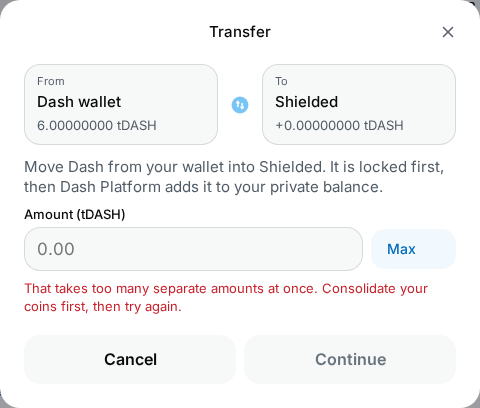 Transfer
From
Dash wallet
6.00000000 tDASH
To
Shielded
+0.00000000 tDASH
Move Dash from your wallet into Shielded. It is locked first,
then Dash Platform adds it to your private balance.
Amount (tDASH)
0.00
Max
That takes too many separate amounts at once. Consolidate your
coins first, then try again.
Cancel
Continue